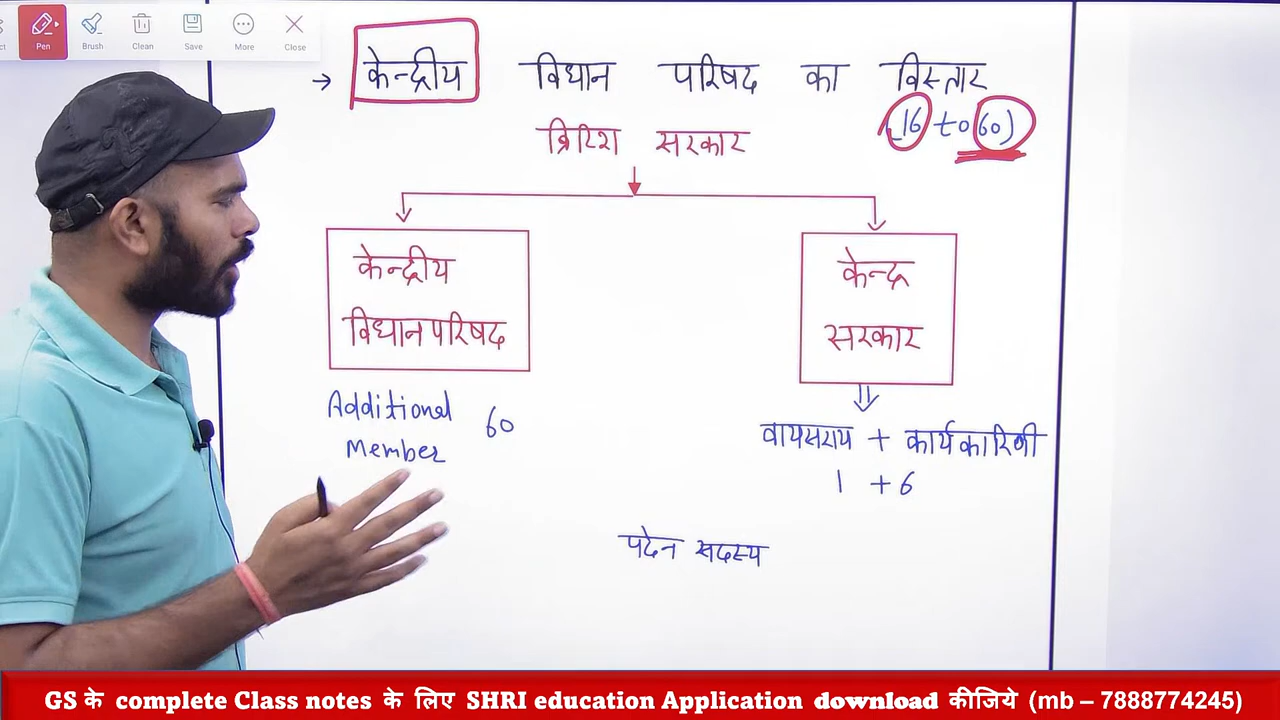 ct Pen Brush Clean Save More Close
→ केन्द्रीय विधान परिषद का विस्तार
(16 to 60)
ब्रिटिश सरकार
केन्द्रीय
विधान परिषद
केन्द्र
सरकार
Additional 60
Member
वायसराय + कार्यकारिणी
1 + 6
पदेन सदस्य
GS के complete Class notes के लिए SHRI education Application download कीजिये (mb – 7888774245)